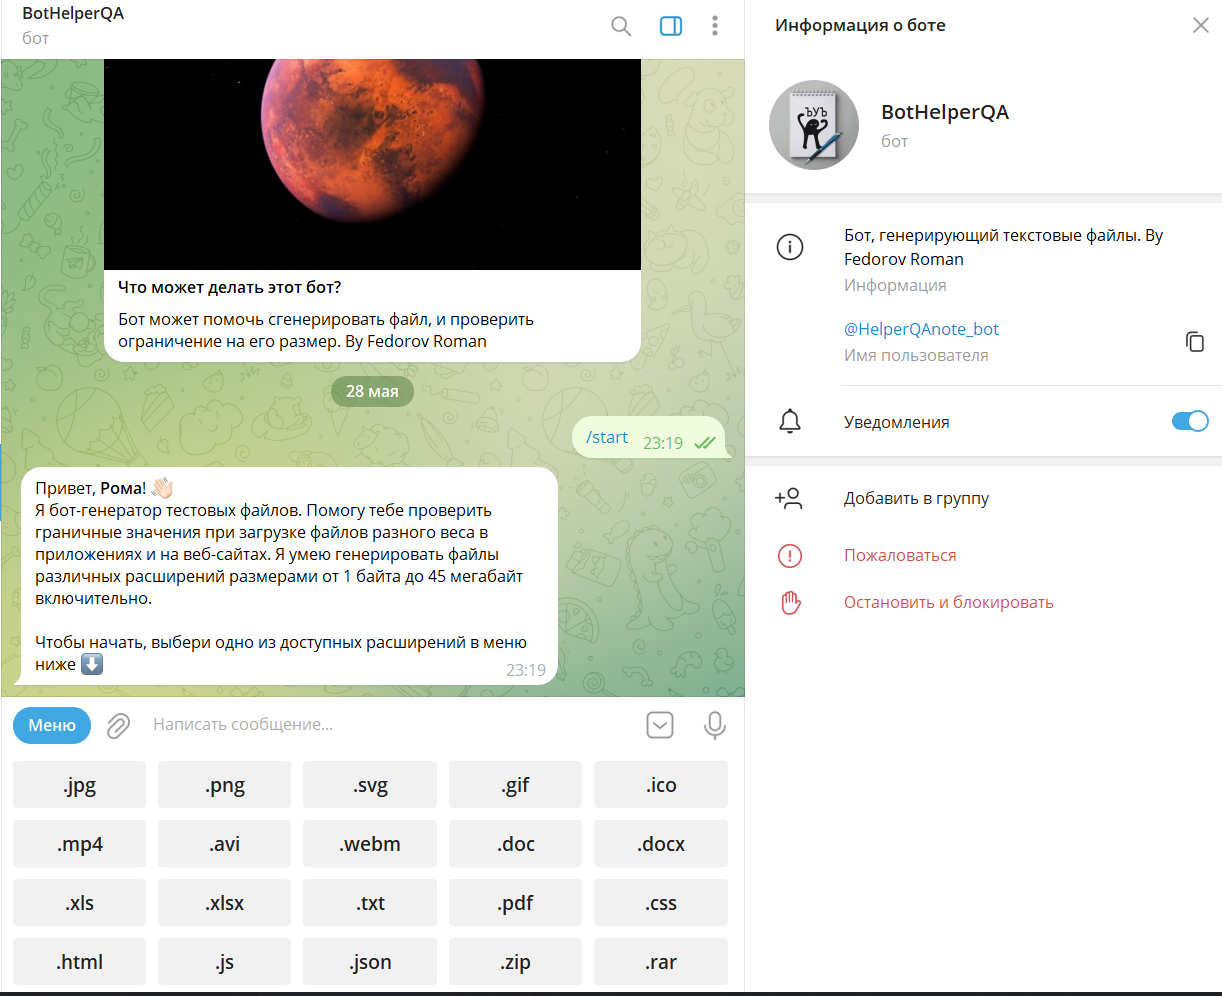 BotHelperQA
бот
Что может делать этот бот?
Бот может помочь сгенерировать файл, и проверить
ограничение на его размер. By Fedorov Roman
28 мая
/start 23:19
Привет, Рома! 👋🏻
Я бот-генератор тестовых файлов. Помогу тебе проверить
граничные значения при загрузке файлов разного веса в
приложениях и на веб-сайтах. Я умею генерировать файлы
различных расширений размерами от 1 байта до 45 мегабайт
включительно.
Чтобы начать, выбери одно из доступных расширений в меню
ниже ⬇️
23:19
Меню
Написать сообщение...
.jpg .png .svg .gif .ico
.mp4 .avi .webm .doc .docx
.xls .xlsx .txt .pdf .css
.html .js .json .zip .rar
Информация о боте
ЪУЪ
BotHelperQA
бот
Бот, генерирующий текстовые файлы. By
Fedorov Roman
Информация
@HelperQAnote_bot
Имя пользователя
Уведомления
Добавить в группу
Пожаловаться
Остановить и блокировать